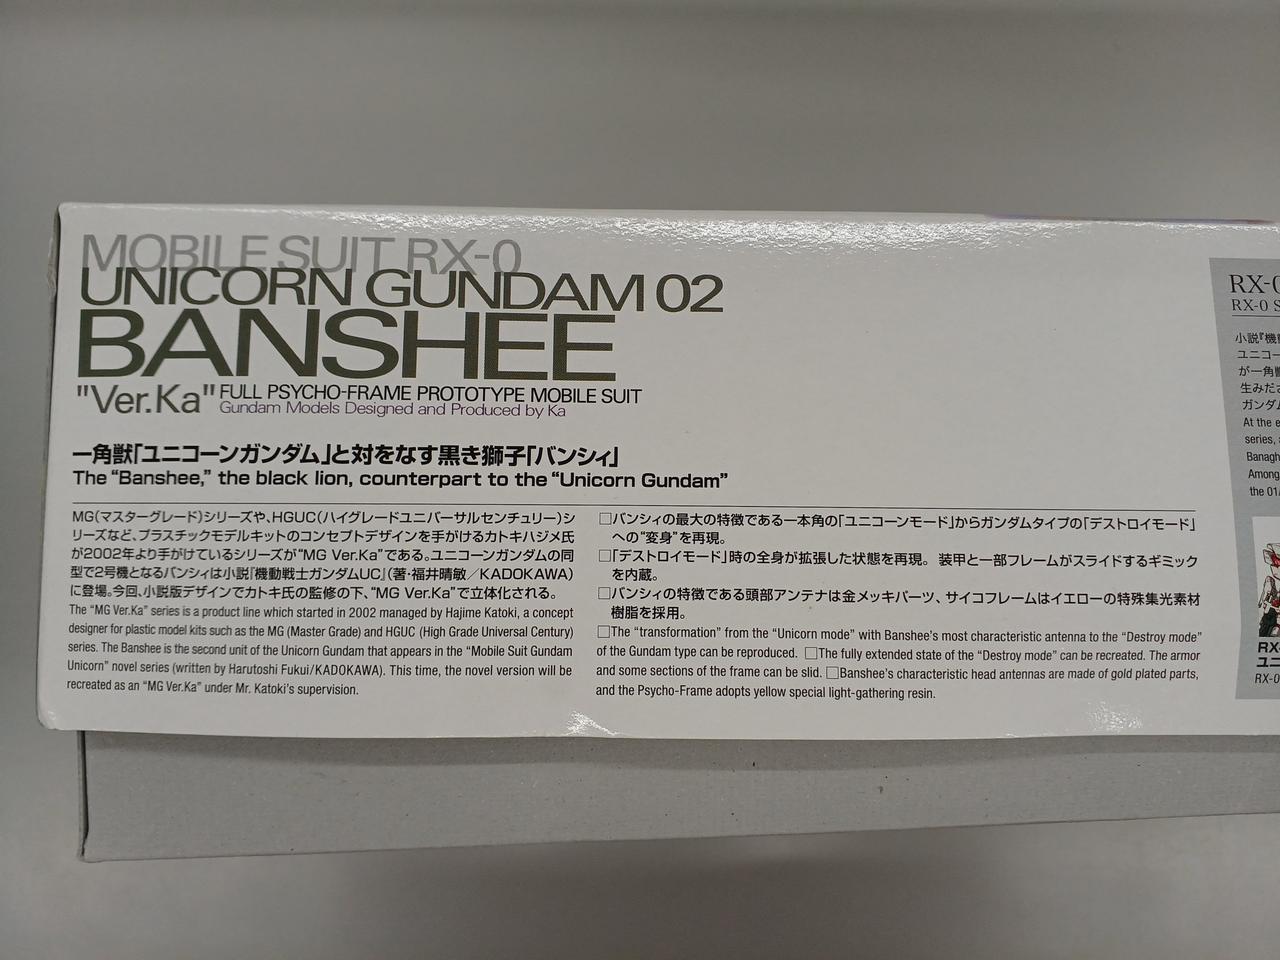 MOBILE SUIT RX-0
UNICORN GUNDAM 02
BANSHEE
"Ver.Ka" FULL PSYCHO-FRAME PROTOTYPE MOBILE SUIT
Gundam Models Designed and Produced by Ka
一角獣「ユニコーンガンダム」と対をなす黒き獅子「バンシィ」
The “Banshee,” the black lion, counterpart to the “Unicorn Gundam”
MG(マスターグレード)シリーズや、HGUC(ハイグレードユニバーサルセンチュリー)シ
リーズなど、プラスチックモデルキットのコンセプトデザインを手がけるカトキハジメ氏
が2002年より手がけているシリーズが“MG Ver.Ka”である。ユニコーンガンダムの同
型で2号機となるバンシィは小説『機動戦士ガンダムUC』(著・福井晴敏／KADOKAWA)
に登場。今回、小説版デザインでカトキ氏の監修の下、“MG Ver.Ka”で立体化される。
The “MG Ver.Ka” series is a product line which started in 2002 managed by Hajime Katoki, a concept
designer for plastic model kits such as the MG (Master Grade) and HGUC (High Grade Universal Century)
series. The Banshee is the second unit of the Unicorn Gundam that appears in the “Mobile Suit Gundam
Unicorn” novel series (written by Harutoshi Fukui/KADOKAWA). This time, the novel version will be
recreated as an “MG Ver.Ka” under Mr. Katoki's supervision.
□バンシィの最大の特徴である一本角の「ユニコーンモード」からガンダムタイプの「デストロイモード」
への“変身”を再現。
□「デストロイモード」時の全身が拡張した状態を再現。 装甲と一部フレームがスライドするギミック
を内蔵。
□バンシィの特徴である頭部アンテナは金メッキパーツ、サイコフレームはイエローの特殊集光素材
樹脂を採用。
□The “transformation” from the “Unicorn mode” with Banshee's most characteristic antenna to the “Destroy mode”
of the Gundam type can be reproduced. □The fully extended state of the “Destroy mode” can be recreated. The armor
and some sections of the frame can be slid. □Banshee's characteristic head antennas are made of gold plated parts,
and the Psycho-Frame adopts yellow special light-gathering resin.
RX-0
RX-0 S
小説『機
ユニコー
が一角獣
生みださ
ガンダム
At the e
series,
Banagh
Among
the 01/
RX-
ユニ
RX-0